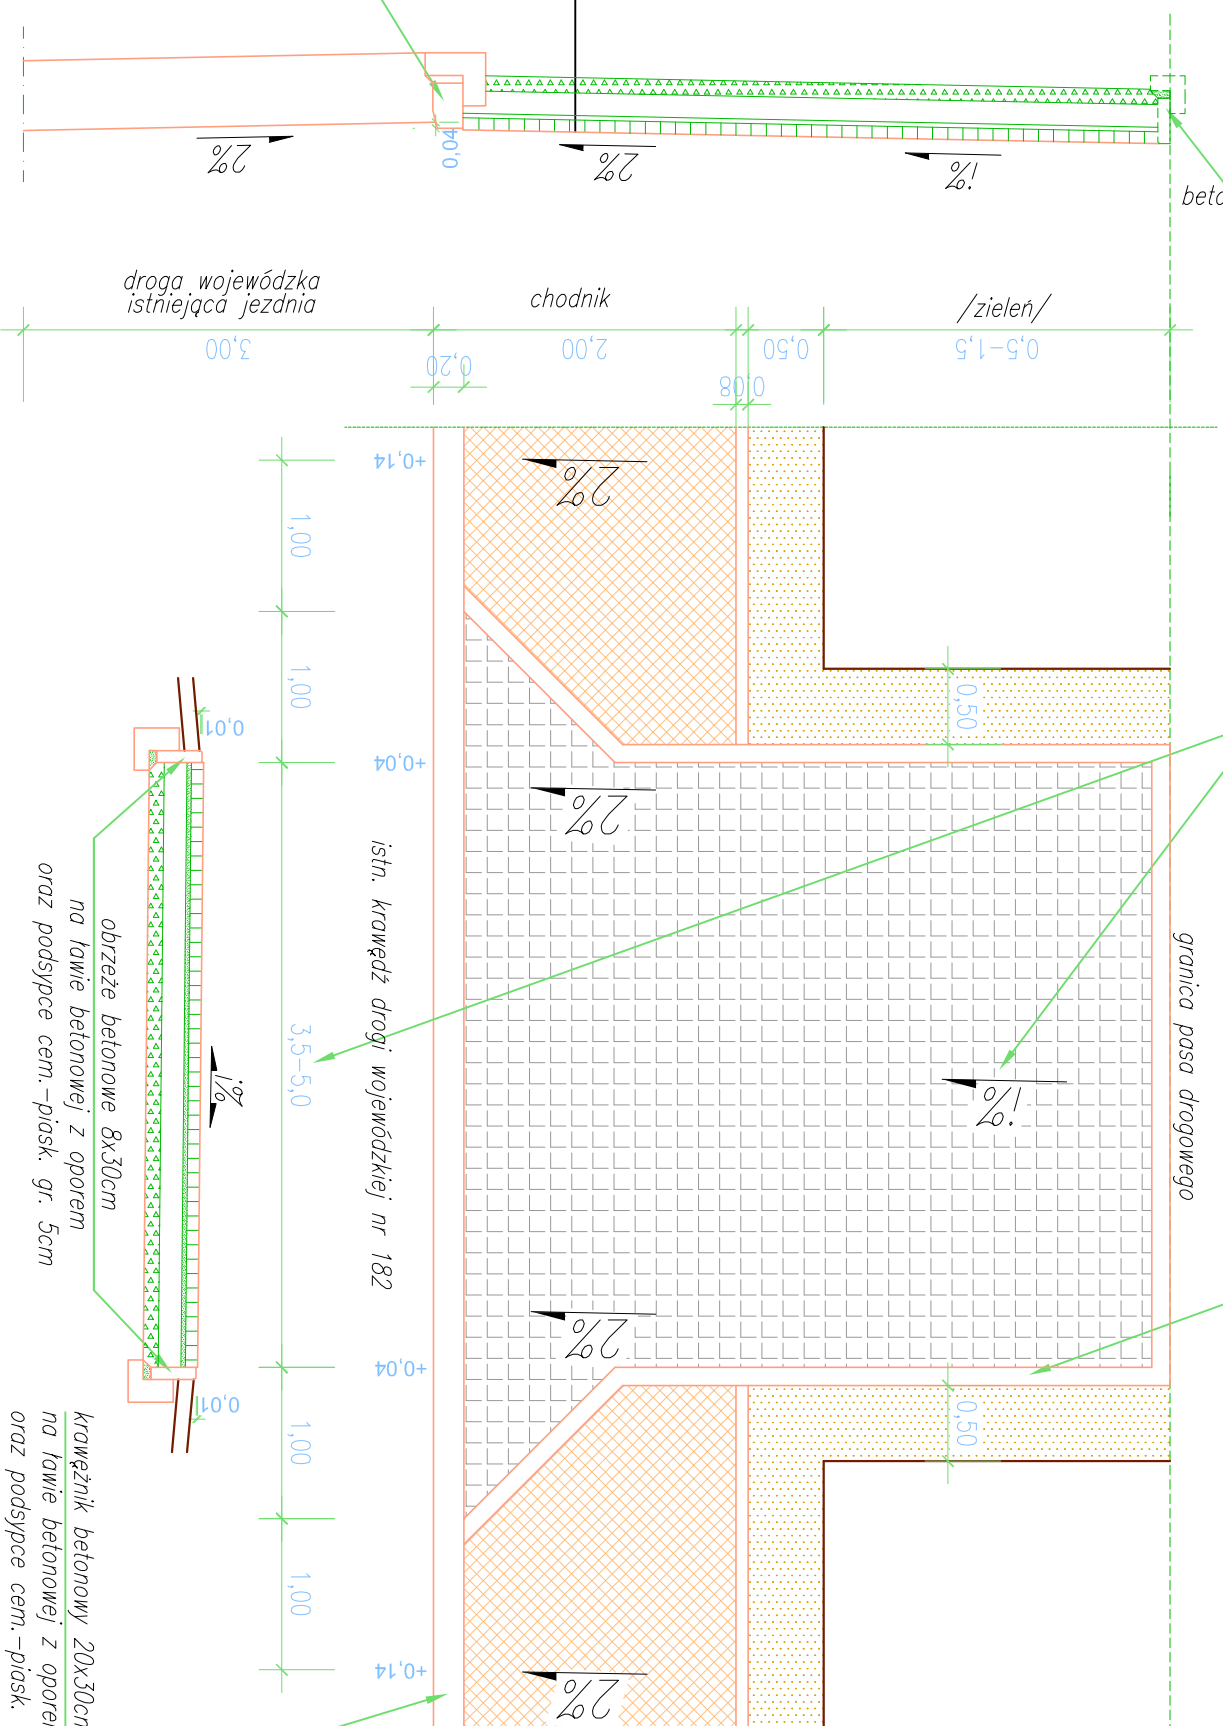 0,04
2%
2%
i%
droga wojewódzka
istniejąca jezdnia
chodnik
/zieleń/
3,00
0,20
2,00
0,08
0,50
0,5-1,5
+0,14
2%
1,00
1,00
0,50
0,01
+0,04
2%
istn. krawędź drogi wojewódzkiej nr 182
granica pasa drogowego
obrzeże betonowe 8x30cm
na ławie betonowej z oporem
oraz podsypce cem.-piask. gr. 5cm
3,5-5,0
i%
i%
2%
+0,04
0,01
1,00
0,50
1,00
+0,14
2%
krawężnik betonowy 20x30cm
na ławie betonowej z oporem
oraz podsypce cem.-piask.